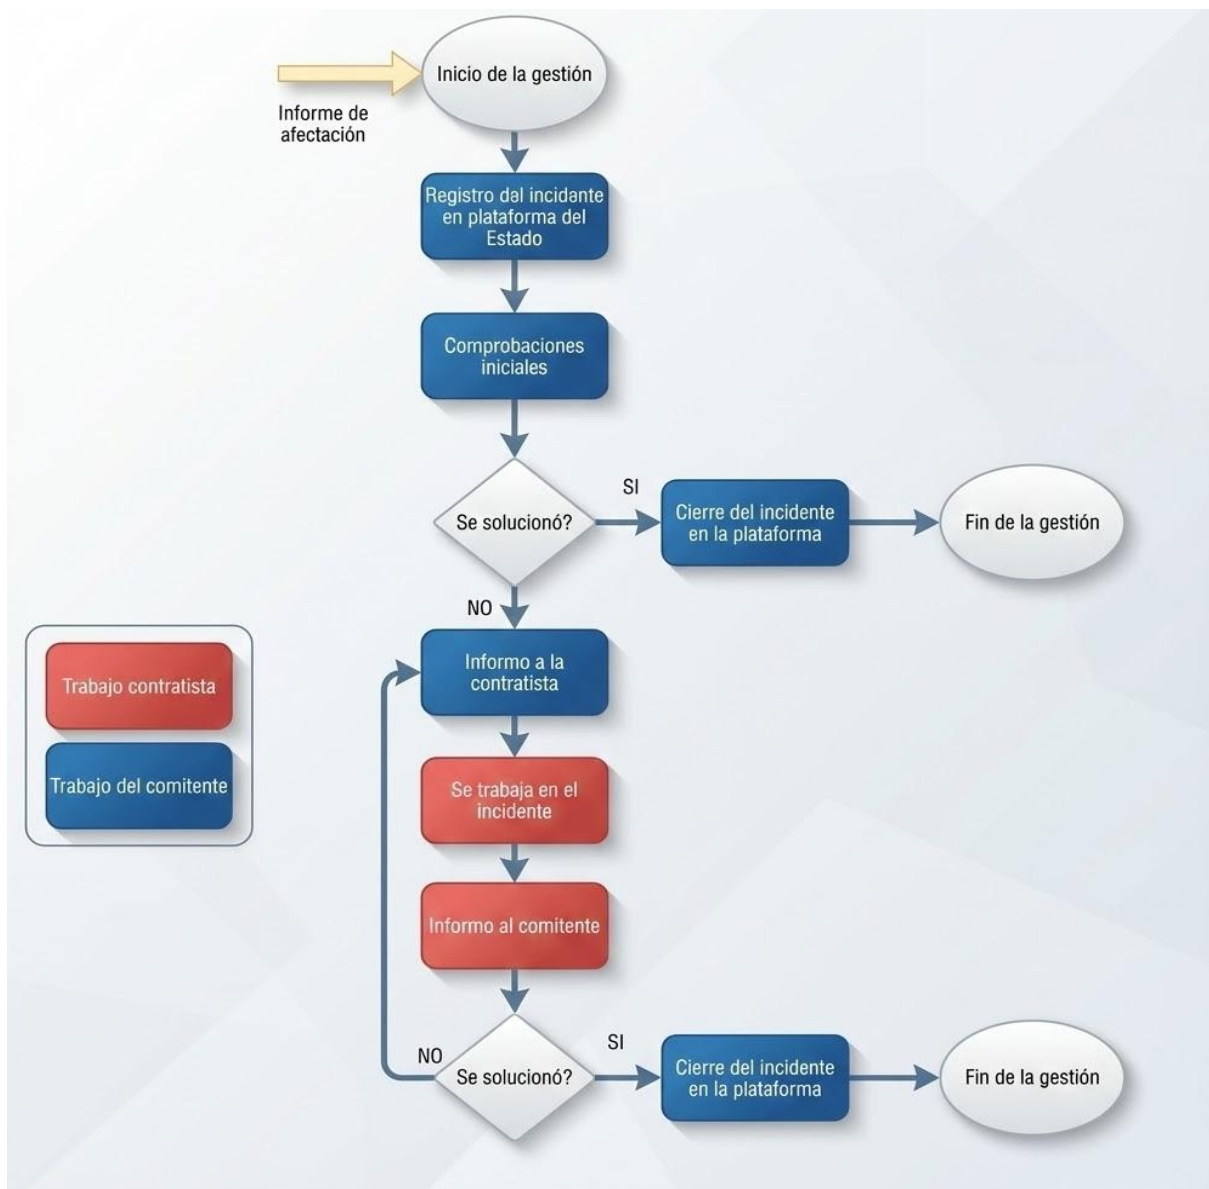 Inicio de la gestión
Informe de
afectación
Registro dal incidante
en plataforma del
Estado
Comprobaciones
iniciales
Se solucionó?
SI
Cierre del incidente
en la plataforma
Fin de la gestión
NO
Informo a la
contratista
Trabajo contratista
Trabajo del comitente
Se trabaja en el
incidente
Informo al comitente
Se solucionó?
NO
SI
Cierre del incidente
en la plataforma
Fin de la gestión